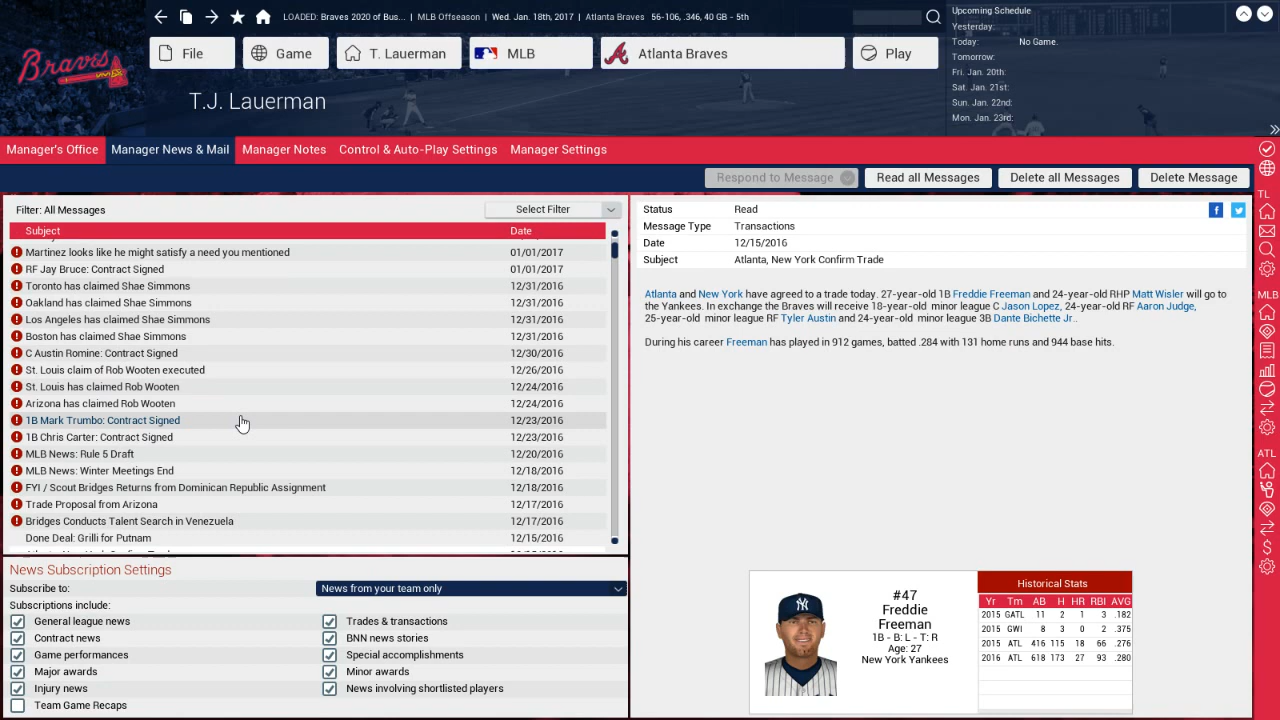 LOADED: Braves 2020 of Bus... | MLB Offseason | Wed. Jan. 18th, 2017 | Atlanta Braves 56-106, .346, 40 GB - 5th
File
Game
T. Lauerman
MLB
Atlanta Braves
Play
Braves
T.J. Lauerman
Upcoming Schedule
Yesterday:
Today: No Game.
Tomorrow:
Fri. Jan. 20th:
Sat. Jan. 21st:
Sun. Jan. 22nd:
Mon. Jan. 23rd:
Manager's Office
Manager News & Mail
Manager Notes
Control & Auto-Play Settings
Manager Settings
Respond to Message
Read all Messages
Delete all Messages
Delete Message
Filter: All Messages
Select Filter
Subject Date
Martinez looks like he might satisfy a need you mentioned 01/01/2017
RF Jay Bruce: Contract Signed 01/01/2017
Toronto has claimed Shae Simmons 12/31/2016
Oakland has claimed Shae Simmons 12/31/2016
Los Angeles has claimed Shae Simmons 12/31/2016
Boston has claimed Shae Simmons 12/31/2016
C Austin Romine: Contract Signed 12/30/2016
St. Louis claim of Rob Wooten executed 12/26/2016
St. Louis has claimed Rob Wooten 12/24/2016
Arizona has claimed Rob Wooten 12/24/2016
1B Mark Trumbo: Contract Signed 12/23/2016
1B Chris Carter: Contract Signed 12/23/2016
MLB News: Rule 5 Draft 12/20/2016
MLB News: Winter Meetings End 12/18/2016
FYI / Scout Bridges Returns from Dominican Republic Assignment 12/18/2016
Trade Proposal from Arizona 12/17/2016
Bridges Conducts Talent Search in Venezuela 12/17/2016
Done Deal: Grilli for Putnam 12/15/2016
News Subscription Settings
Subscribe to: News from your team only
Subscriptions include:
General league news Trades & transactions
Contract news BNN news stories
Game performances Special accomplishments
Major awards Minor awards
Injury news News involving shortlisted players
Team Game Recaps
Status Read
Message Type Transactions
Date 12/15/2016
Subject Atlanta, New York Confirm Trade
Atlanta and New York have agreed to a trade today. 27-year-old 1B Freddie Freeman and 24-year-old RHP Matt Wisler will go to
the Yankees. In exchange the Braves will receive 18-year-old minor league C Jason Lopez, 24-year-old RF Aaron Judge,
25-year-old minor league RF Tyler Austin and 24-year-old minor league 3B Dante Bichette Jr..
During his career Freeman has played in 912 games, batted .284 with 131 home runs and 944 base hits.
#47
Freddie
Freeman
1B - B: L - T: R
Age: 27
New York Yankees
Historical Stats
Yr Tm AB H HR RBI AVG
2015 GATL 11 2 1 3 .182
2015 GWI 8 3 0 2 .375
2015 ATL 416 115 18 66 .276
2016 ATL 618 173 27 93 .280
TL
MLB
ATL